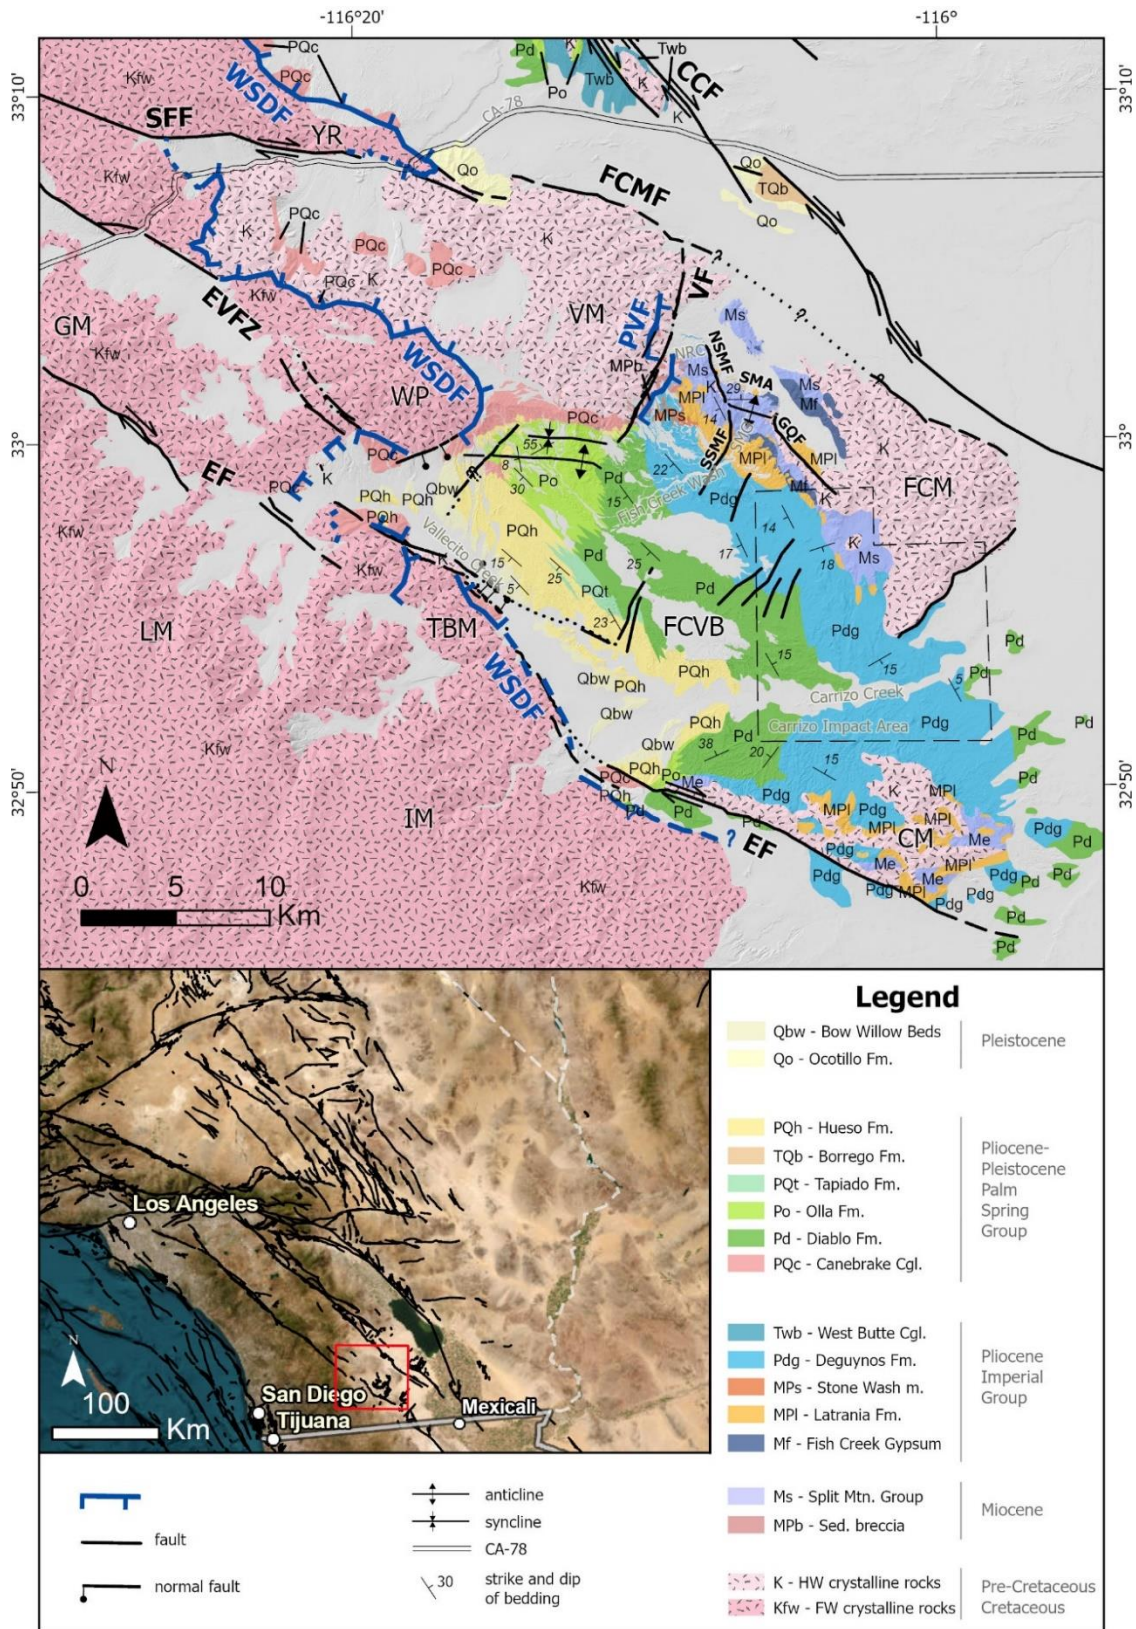 -116°20'
-116°
33°10'
33°10'
PQc
Kfw
PQc
WSDF
SFF
YR
Pd
K
Twb
Po
Twb
K
CCF
K
CA-78
Kfw
Qo
FCMF
Qo
TQb
Qo
K
PQc
K
PQc
PQc
PQc
K
Kfw
EVFZ
GM
Kfw
WSDF
WP
VM
PVF
VF
?
?
?
Ms
NRC
NSMF
MPb
Ms
K
MPl
29
SMA
Ms
Mf
MPs
14
GQF
SSMF
SMG
MPl
MPl
Mf
K
K
FCM
33°
33°
PQc
PQc
55
8
30
Po
Pd
15
22
Fish Creek Wash
Pdg
EF
PQc
K
PQh
PQh
Qbw
PQh
PQh
Kfw
Kfw
Vallecito Creek
K
15
5
25
PQt
Pd
25
17
14
18
K
Ms
LM
TBM
WSDF
23
FCVB
Pd
Pdg
15
15
Pd
Pd
5
Qbw
PQh
PQh
Qbw
Carrizo Creek
PQh
Carrizo Impact Area
Pdg
Pd
Pd
Kfw
Qbw
38
20
15
PQh
Po
PQc
PQh
Pd
Me
Pd
Pdg
Pd
32°50'
32°50'
N
IM
K
MPl
MPl
Pdg
MPl
MPl
CM
Me
Pdg
Pd
Pdg
Me
MPl
Pdg
Pd
Pd
Pdg
Me
Pdg
MPl
Pdg
Pdg
Pd
Pd
?
EF
Kfw
0 5 10
Km
Los Angeles
San Diego
Tijuana
Mexicali
N
100
Km
Legend
Qbw - Bow Willow Beds
Qo - Ocotillo Fm.
Pleistocene
PQh - Hueso Fm.
TQb - Borrego Fm.
PQt - Tapiado Fm.
Po - Olla Fm.
Pd - Diablo Fm.
PQc - Canebrake Cgl.
Pliocene-
Pleistocene
Palm
Spring
Group
Twb - West Butte Cgl.
Pdg - Deguynos Fm.
MPs - Stone Wash m.
MPl - Latrania Fm.
Mf - Fish Creek Gypsum
Pliocene
Imperial
Group
Ms - Split Mtn. Group
MPb - Sed. breccia
Miocene
K - HW crystalline rocks
Kfw - FW crystalline rocks
Pre-Cretaceous
Cretaceous
fault
normal fault
anticline
syncline
CA-78
30
strike and dip
of bedding